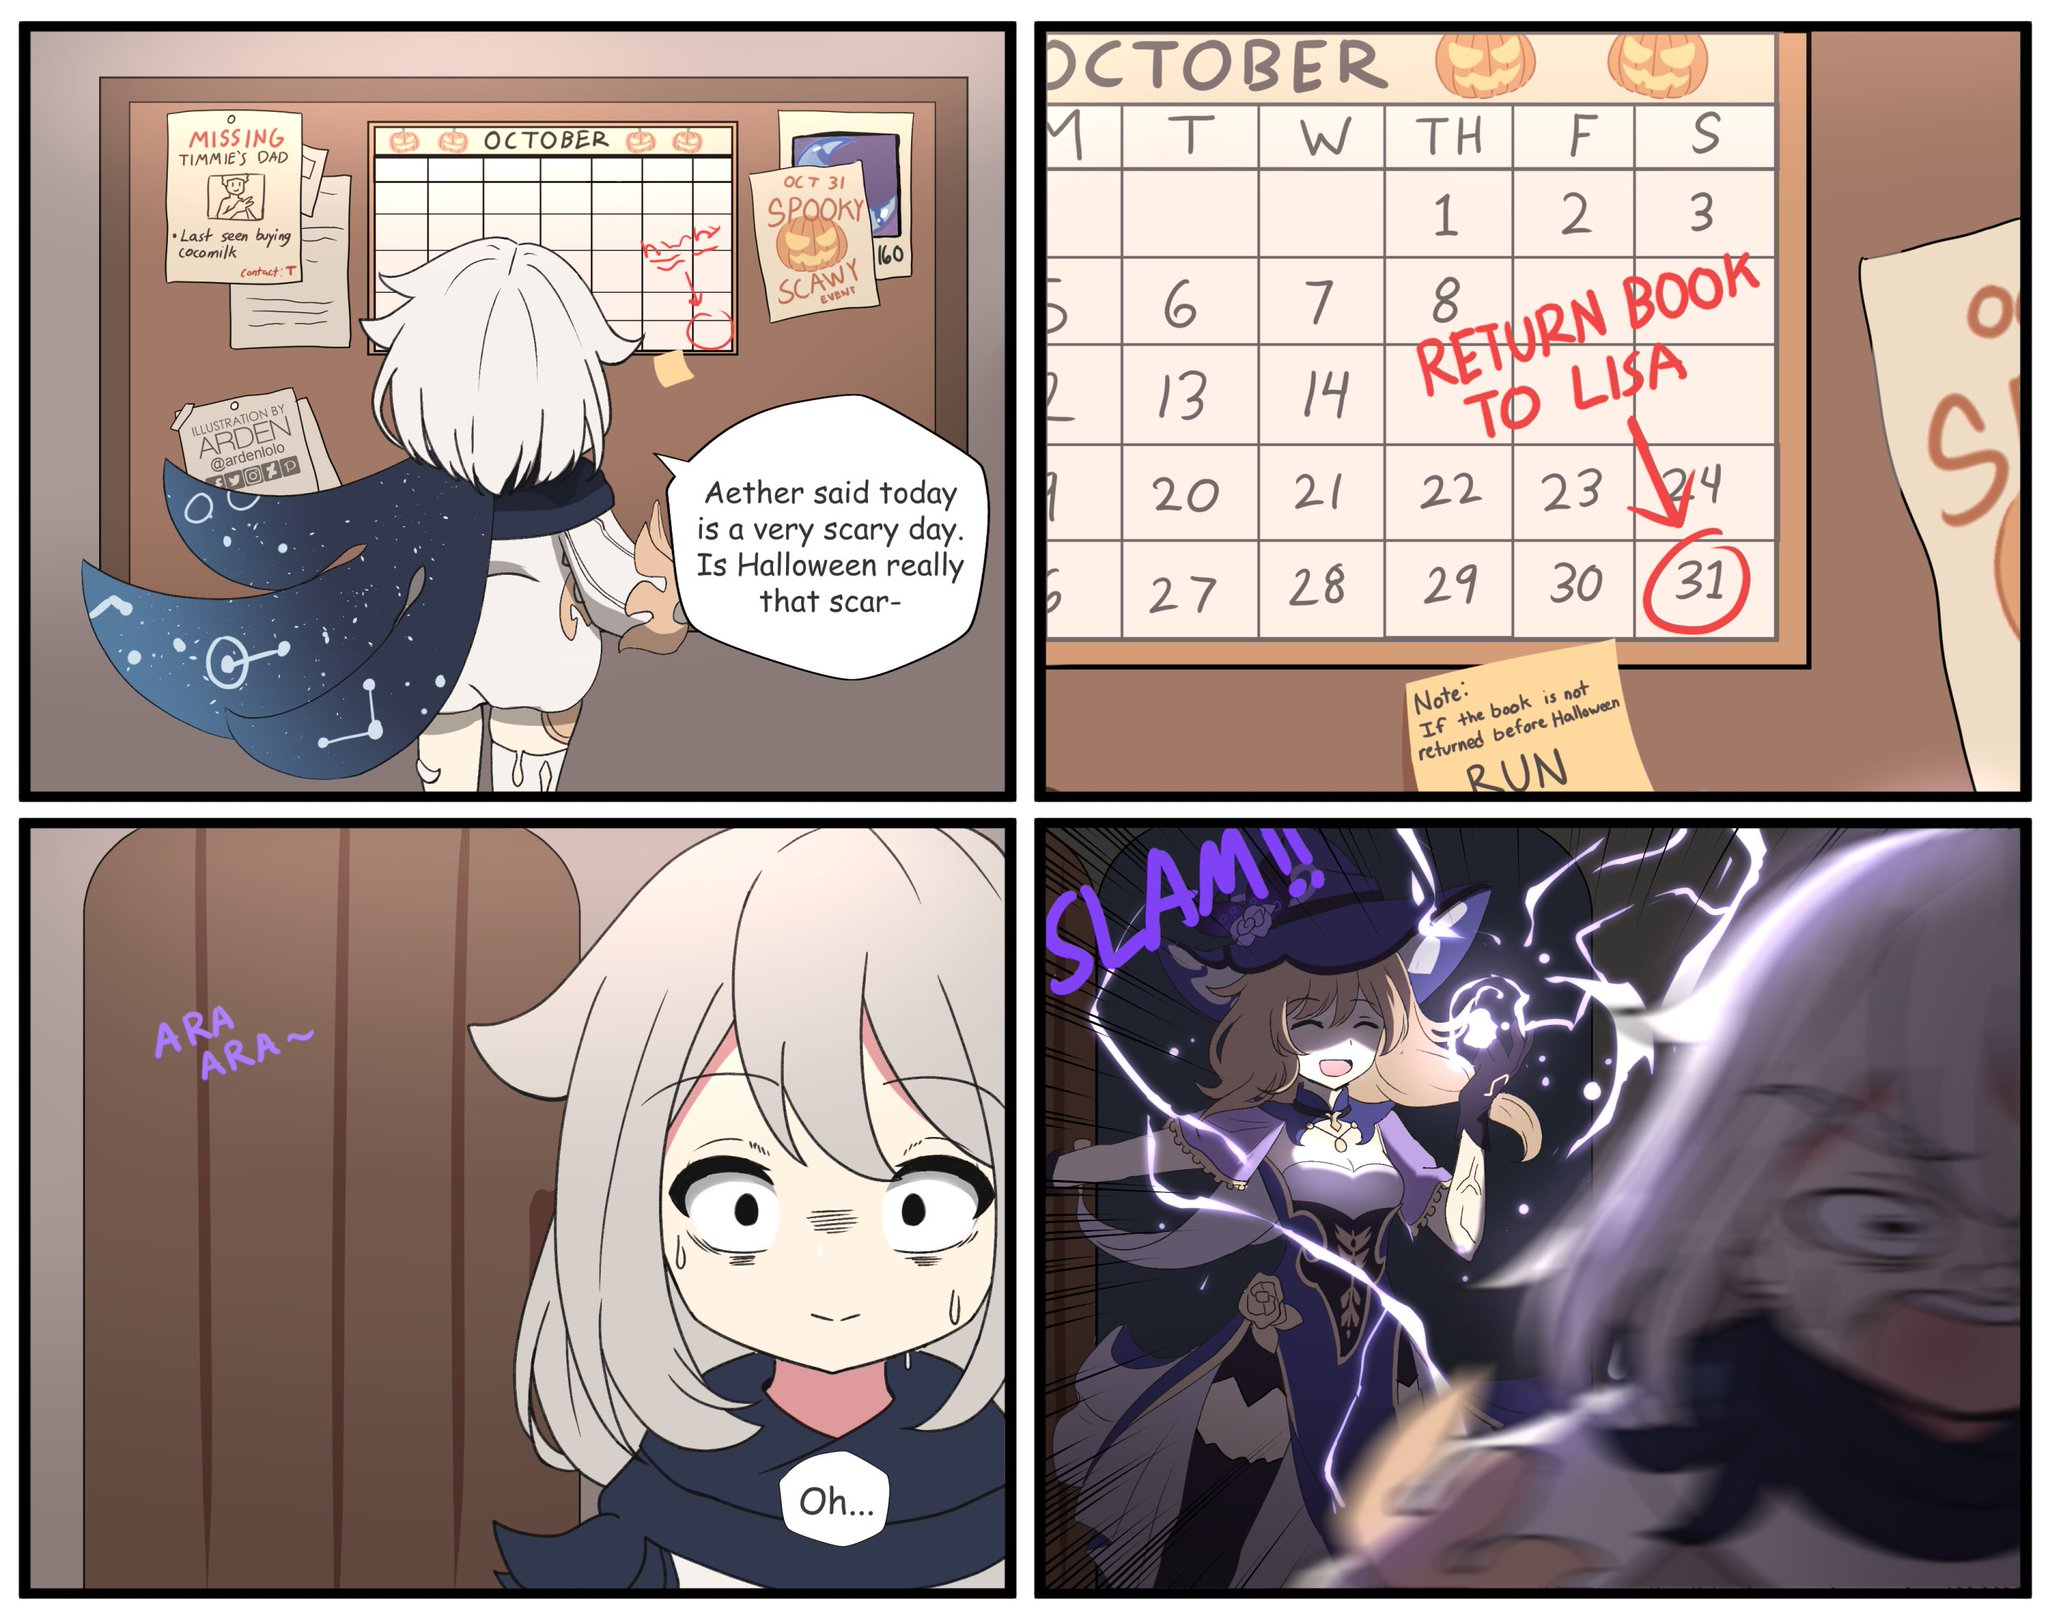 MISSING
TIMMIE'S DAD
• Last seen buying
cocomilk
Contact: T
OCTOBER
OCT 31
SPOOKY
SCAWY
EVENT
160
ILLUSTRATION BY
ARDEN
@ardenlolo
Aether said today
is a very scary day.
Is Halloween really
that scar-
OCTOBER
M T W TH F S
1 2 3
5 6 7 8
RETURN BOOK
TO LISA
13 14
20 21 22 23 24
27 28 29 30 31
Note:
If the book is not
returned before Halloween
RUN
ARA
ARA~
Oh...
SLAM!!